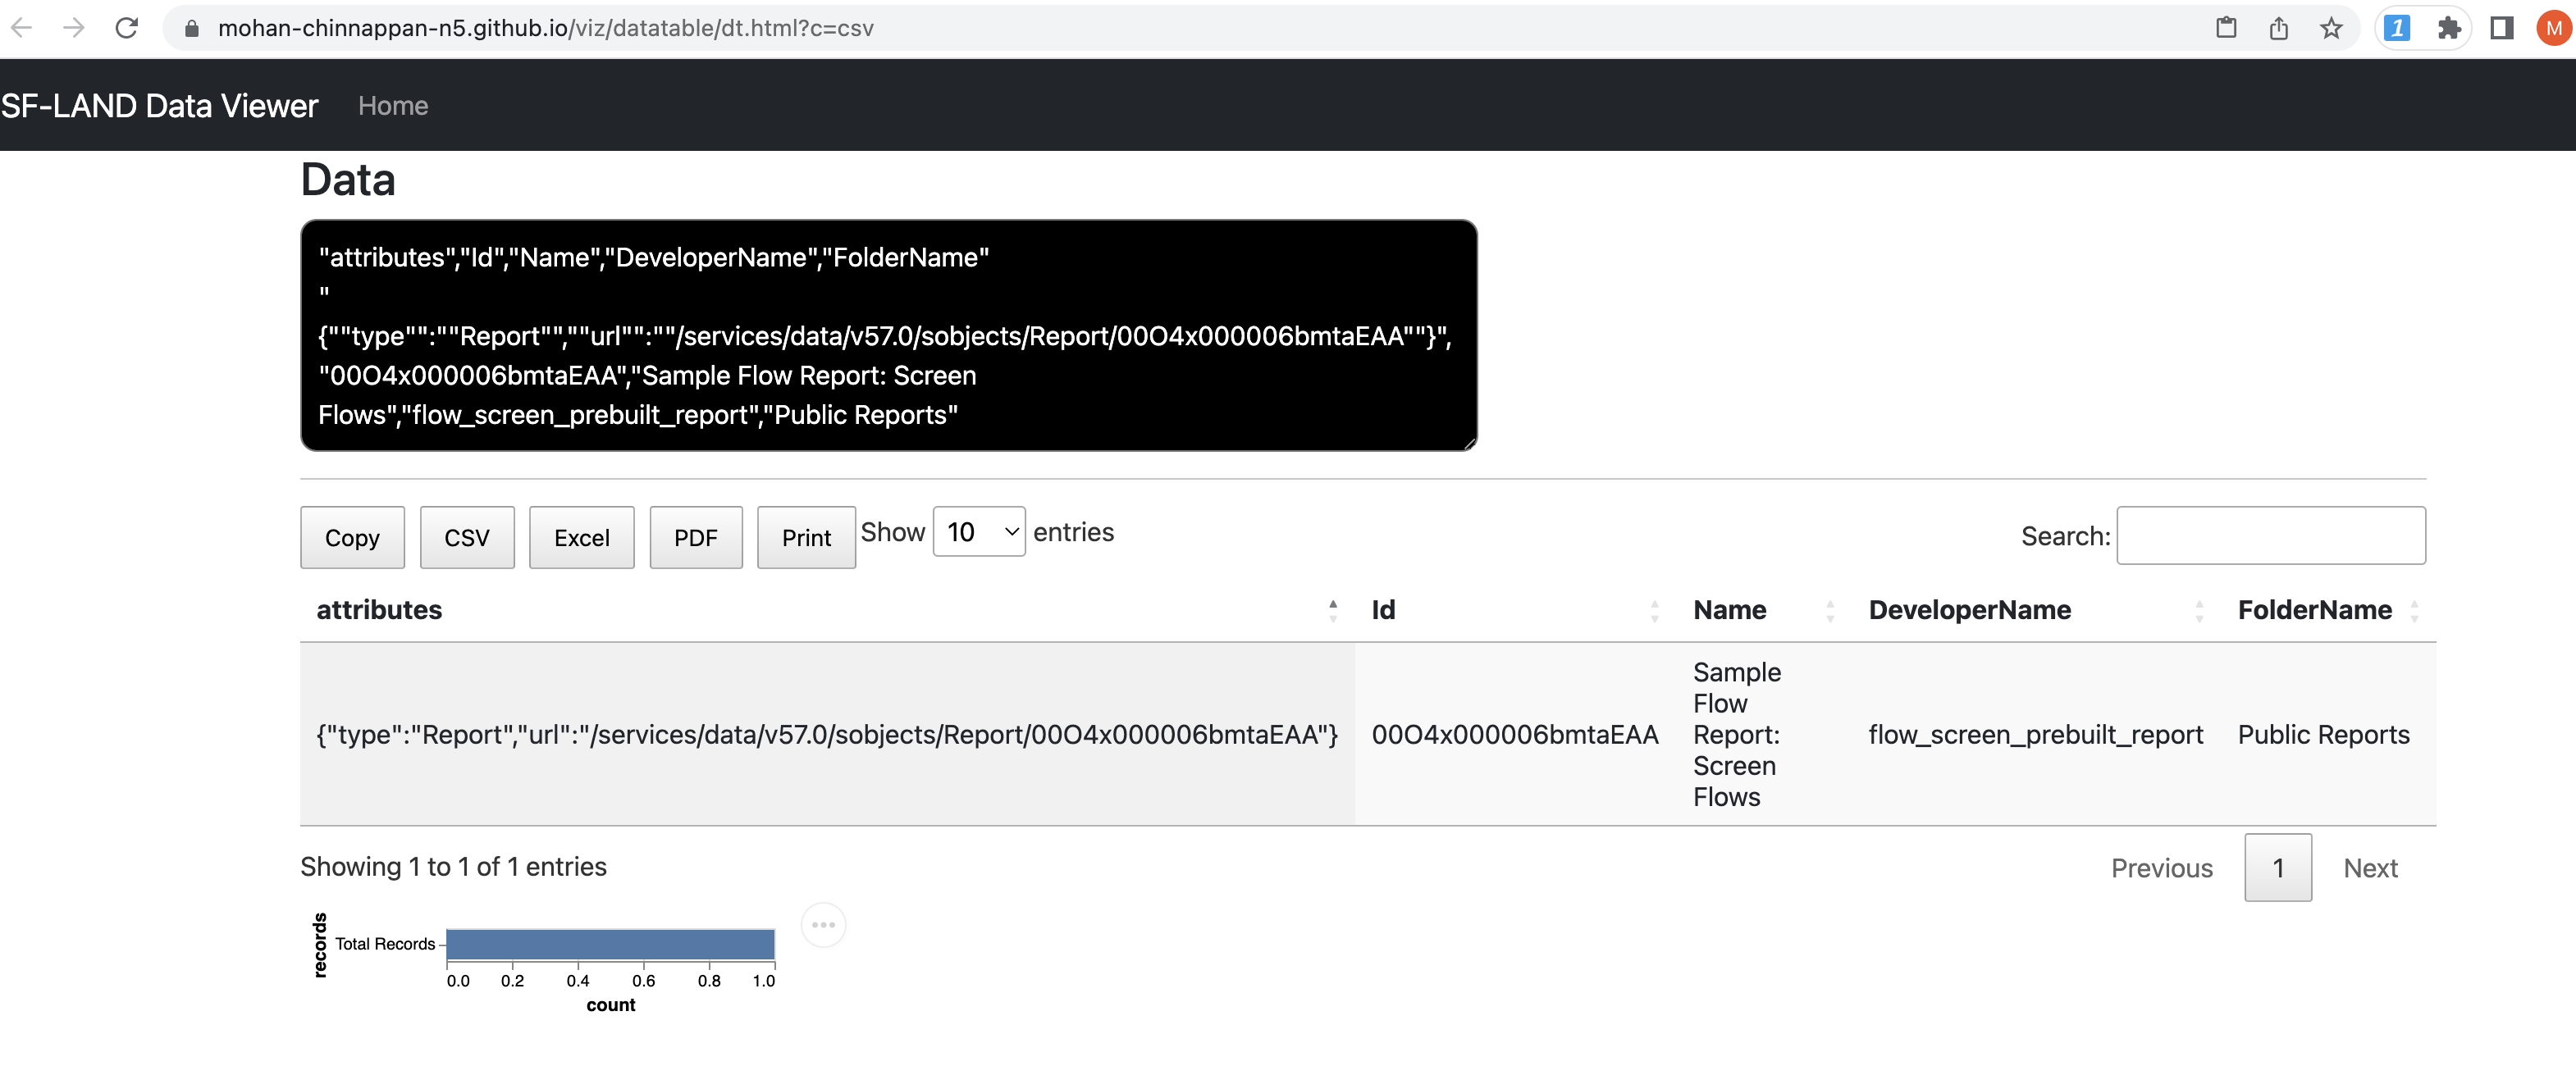 mohan-chinnappan-n5.github.io/viz/datatable/dt.html?c=csv
1
M
SF-LAND Data Viewer Home
Data
"attributes","Id","Name","DeveloperName","FolderName"
"
{""type"":""Report"",""url"":""/services/data/v57.0/sobjects/Report/00O4x000006bmtaEAA""}",
"00O4x000006bmtaEAA","Sample Flow Report: Screen
Flows","flow_screen_prebuilt_report","Public Reports"
Copy CSV Excel PDF Print Show 10 entries Search:
attributes Id Name DeveloperName FolderName
{"type":"Report","url":"/services/data/v57.0/sobjects/Report/00O4x000006bmtaEAA"} 00O4x000006bmtaEAA Sample
Flow
Report:
Screen
Flows
flow_screen_prebuilt_report Public Reports
Showing 1 to 1 of 1 entries Previous 1 Next
records
Total Records
0.0 0.2 0.4 0.6 0.8 1.0
count